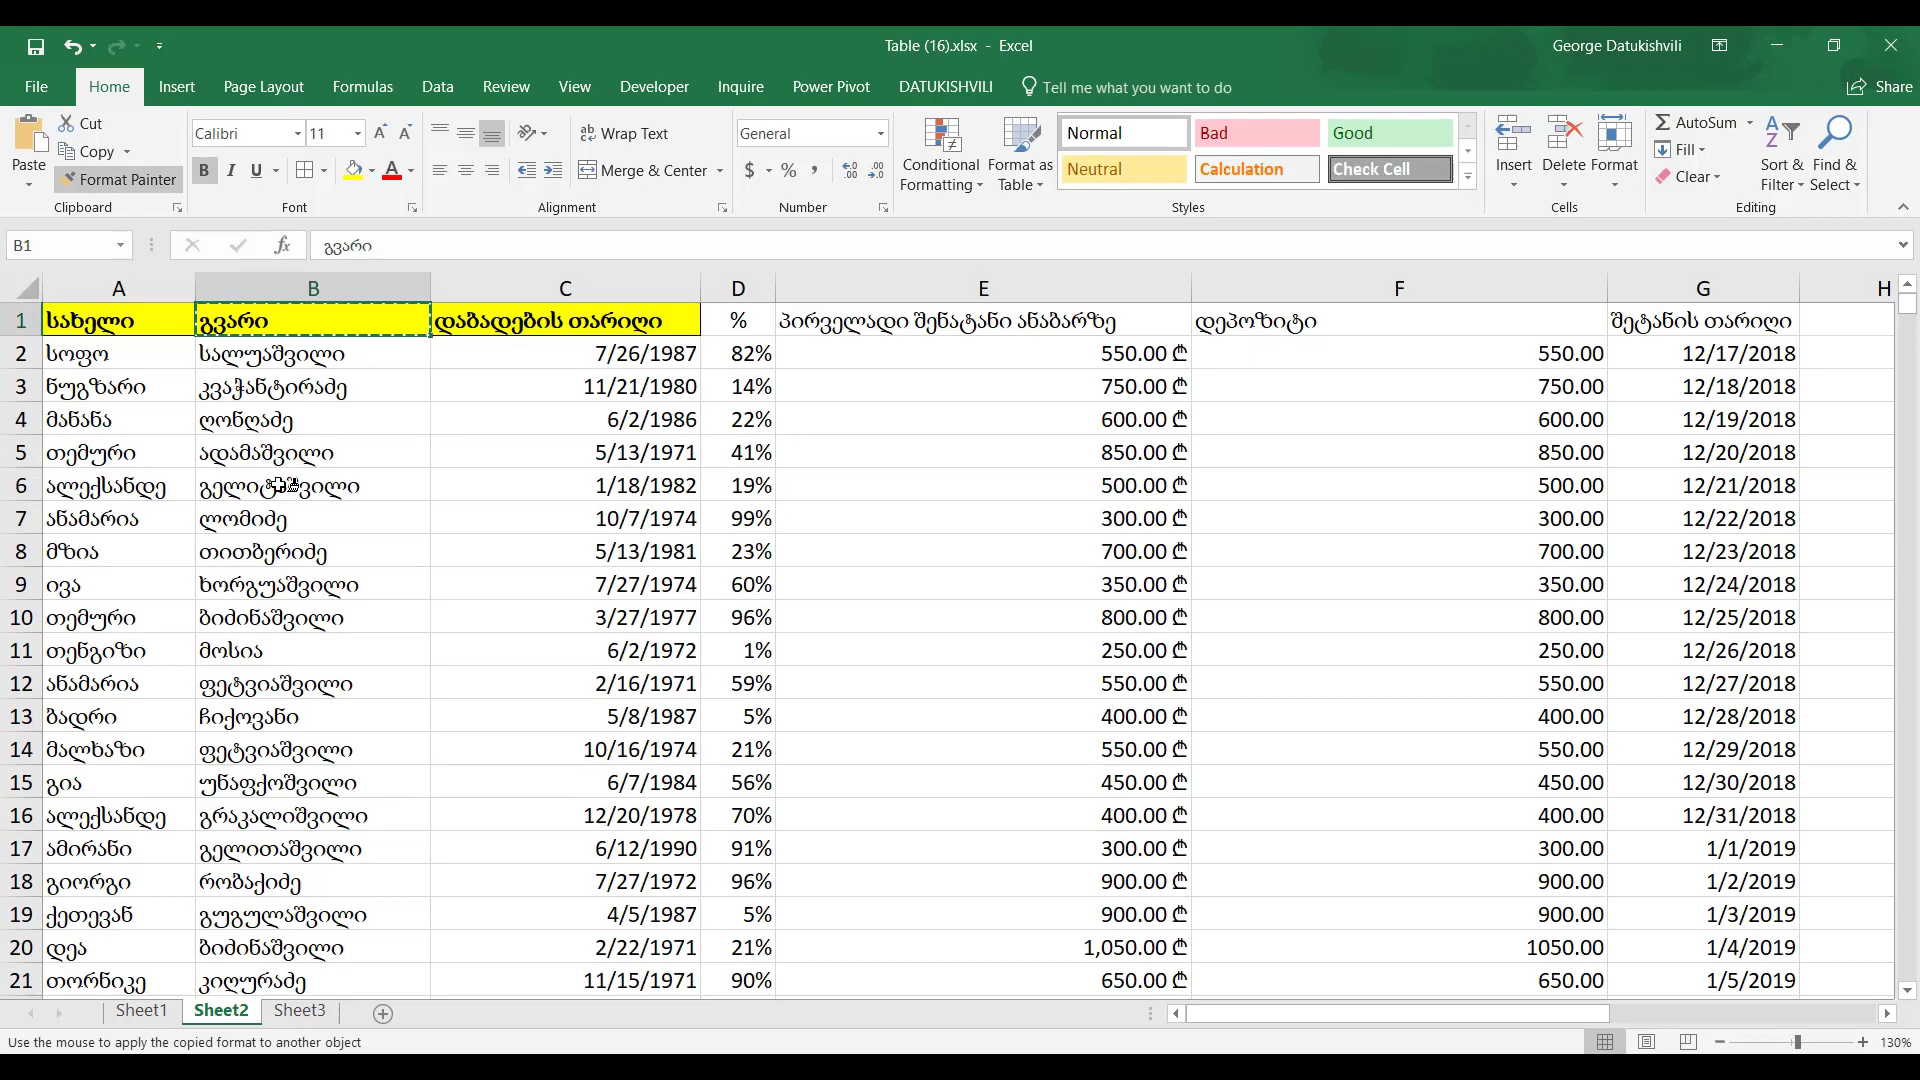 Table (16).xlsx - Excel
George Datukishvili
File Home Insert Page Layout Formulas Data Review View Developer Inquire Power Pivot DATUKISHVILI Tell me what you want to do Share
Paste
Cut
Copy
Format Painter
Clipboard
Calibri 11
B I U A
Font
Wrap Text
Merge & Center
Alignment
General
$ % ,
Number
Conditional Formatting
Format as Table
Normal Bad Good
Neutral Calculation Check Cell
Styles
Insert Delete Format
Cells
AutoSum
Fill
Clear
Sort & Filter
Find & Select
Editing
B1 fx გვარი
A B C D E F G H
1 სახელი გვარი დაბადების თარიღი % პირველადი შენატანი ანაბარზე დეპოზიტი შეტანის თარიღი
2 სოფო სალუაშვილი 7/26/1987 82% 550.00 ₾ 550.00 12/17/2018
3 ნუგზარი კვაჭანტირაძე 11/21/1980 14% 750.00 ₾ 750.00 12/18/2018
4 მანანა ღონღაძე 6/2/1986 22% 600.00 ₾ 600.00 12/19/2018
5 თემური ადამაშვილი 5/13/1971 41% 850.00 ₾ 850.00 12/20/2018
6 ალექსანდე 1/18/1982 19% 500.00 ₾ 500.00 12/21/2018
7 ანამარია ლომიძე 10/7/1974 99% 300.00 ₾ 300.00 12/22/2018
8 მზია თითბერიძე 5/13/1981 23% 700.00 ₾ 700.00 12/23/2018
9 ივა ხორგუაშვილი 7/27/1974 60% 350.00 ₾ 350.00 12/24/2018
10 თემური ბიძინაშვილი 3/27/1977 96% 800.00 ₾ 800.00 12/25/2018
11 თენგიზი მოსია 6/2/1972 1% 250.00 ₾ 250.00 12/26/2018
12 ანამარია ფეტვიაშვილი 2/16/1971 59% 550.00 ₾ 550.00 12/27/2018
13 ბადრი ჩიქოვანი 5/8/1987 5% 400.00 ₾ 400.00 12/28/2018
14 მალხაზი ფეტვიაშვილი 10/16/1974 21% 550.00 ₾ 550.00 12/29/2018
15 გია უნაფქოშვილი 6/7/1984 56% 450.00 ₾ 450.00 12/30/2018
16 ალექსანდე გრაკალიშვილი 12/20/1978 70% 400.00 ₾ 400.00 12/31/2018
17 ამირანი გელითაშვილი 6/12/1990 91% 300.00 ₾ 300.00 1/1/2019
18 გიორგი რობაქიძე 7/27/1972 96% 900.00 ₾ 900.00 1/2/2019
19 ქეთევან გუგულაშვილი 4/5/1987 5% 900.00 ₾ 900.00 1/3/2019
20 დეა ბიძინაშვილი 2/22/1971 21% 1,050.00 ₾ 1050.00 1/4/2019
21 თორნიკე კიღურაძე 11/15/1971 90% 650.00 ₾ 650.00 1/5/2019
Sheet1 Sheet2 Sheet3
Use the mouse to apply the copied format to another object
130%